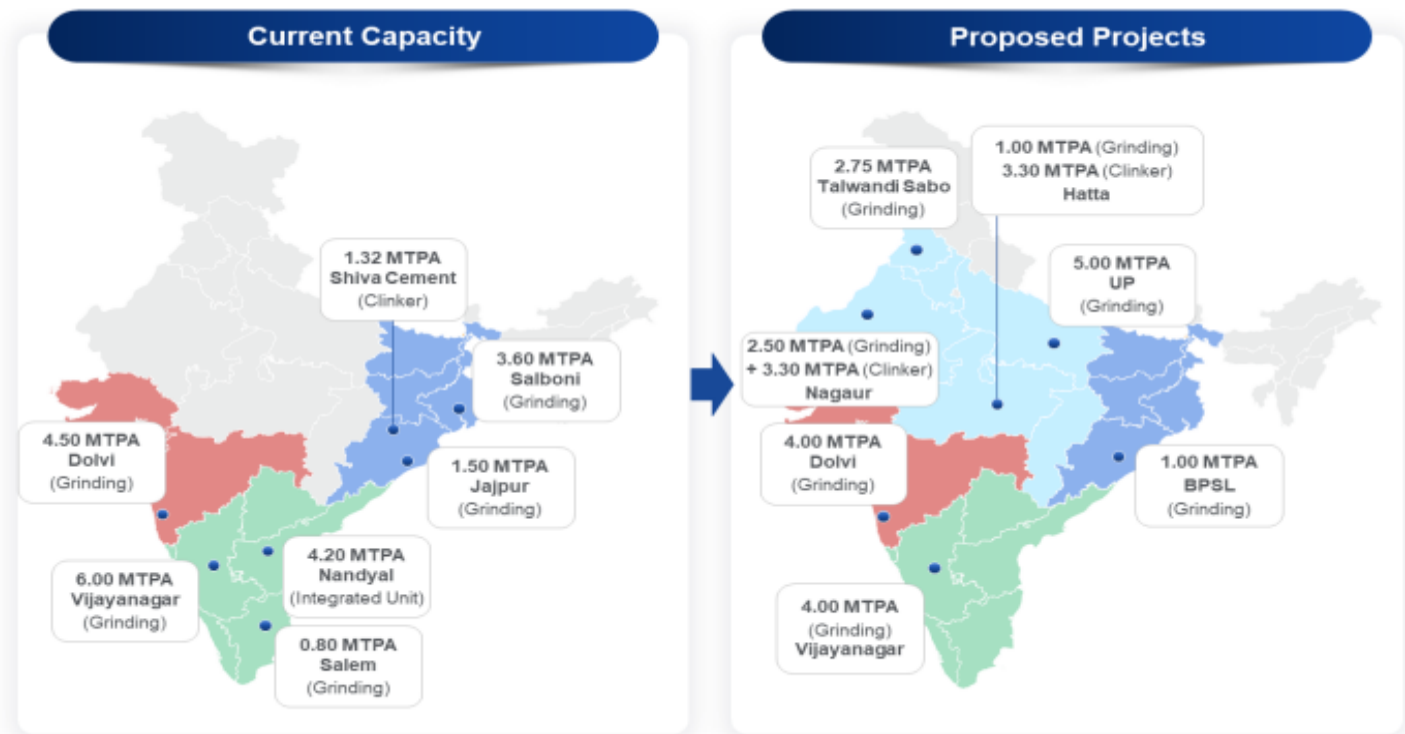 Current Capacity
1.32 MTPA
Shiva Cement
(Clinker)
3.60 MTPA
Salboni
(Grinding)
4.50 MTPA
Dolvi
(Grinding)
1.50 MTPA
Jajpur
(Grinding)
4.20 MTPA
Nandyal
(Integrated Unit)
6.00 MTPA
Vijayanagar
(Grinding)
0.80 MTPA
Salem
(Grinding)
Proposed Projects
2.75 MTPA
Talwandi Sabo
(Grinding)
1.00 MTPA (Grinding)
3.30 MTPA (Clinker)
Hatta
5.00 MTPA
UP
(Grinding)
2.50 MTPA (Grinding)
+ 3.30 MTPA (Clinker)
Nagaur
4.00 MTPA
Dolvi
(Grinding)
1.00 MTPA
BPSL
(Grinding)
4.00 MTPA
(Grinding)
Vijayanagar